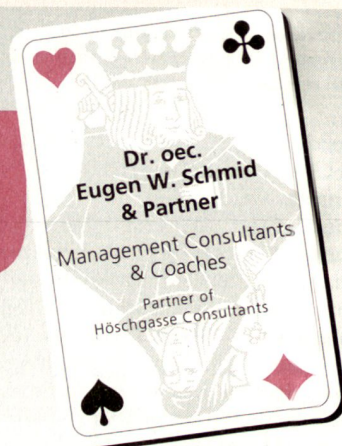 Dr. oec.
Eugen W. Schmid
& Partner
Management Consultants
& Coaches
Partner of
Höschgasse Consultants